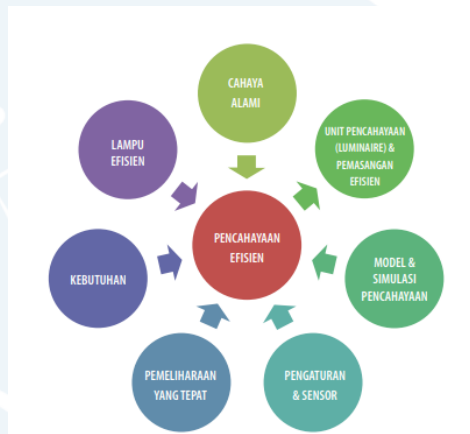 CAHAYA
ALAMI
UNIT PENCAHAYAAN
(LUMINAIRE) &
PEMASANGAN
EFISIEN
MODEL &
SIMULASI
PENCAHAYAAN
PENGATURAN
& SENSOR
PEMELIHARAAN
YANG TEPAT
KEBUTUHAN
LAMPU
EFISIEN
PENCAHAYAAN
EFISIEN